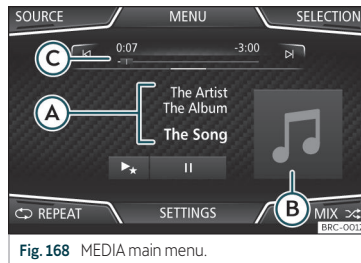 SOURCE MENU SELECTION
C 0:07 -3:00
A The Artist
The Album
The Song
B
REPEAT SETTINGS MIX
BRC-0012
Fig. 168 MEDIA main menu.